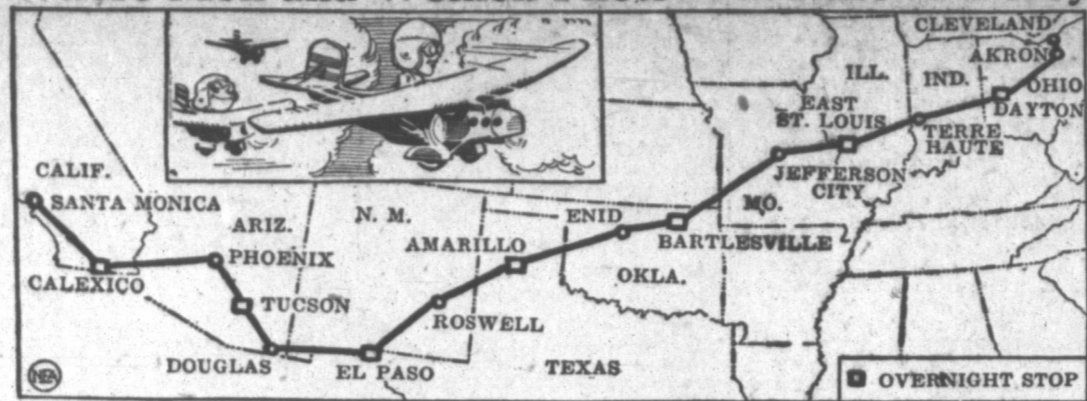 CLEVELAND
AKRON
ILL.
IND.
OHIO
EAST
ST. LOUIS
DAYTON
TERRE
HAUTE
JEFFERSON
CITY
MO.
CALIF.
SANTA MONICA
N. M.
ENID
ARIZ.
AMARILLO
BARTLESVILLE
PHOENIX
OKLA.
CALEXICO
TUCSON
ROSWELL
DOUGLAS
EL PASO
TEXAS
NEA
OVERNIGHT STOP